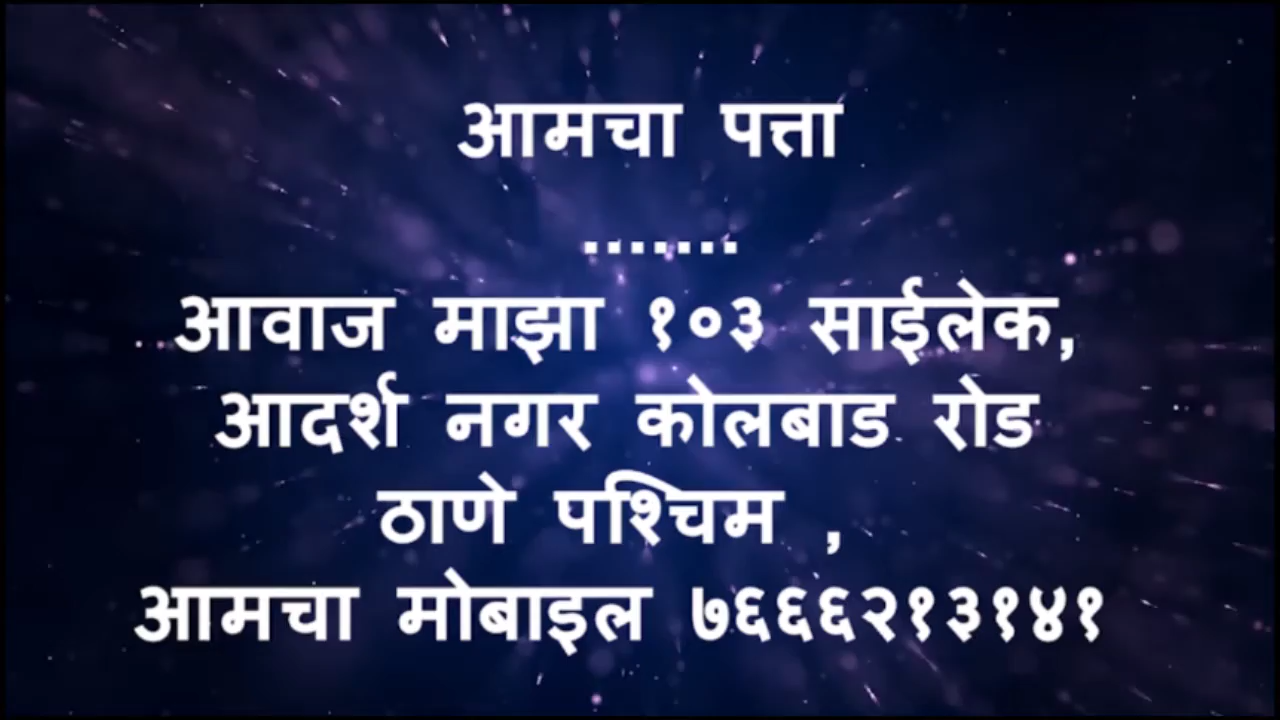 आमचा पत्ता
.......
आवाज माझा १०३ साईलेक,
आदर्श नगर कोलबाड रोड
ठाणे पश्चिम ,
आमचा मोबाइल ७६६६२१३१४१